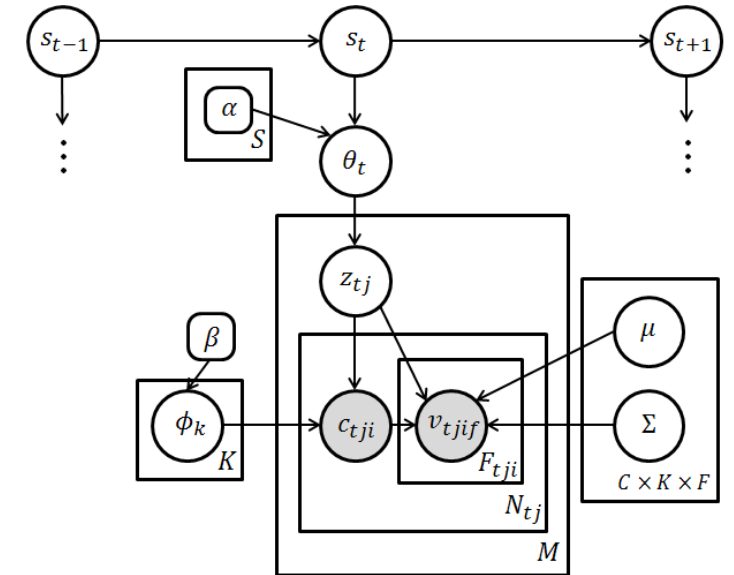 s_{t−1} s_t s_{t+1}
α
S
⋮ ⋮
θ_t
z_{tj}
β μ
ϕ_k c_{tji} v_{tjif} Σ
K F_{tji} C × K × F
N_{tj}
M